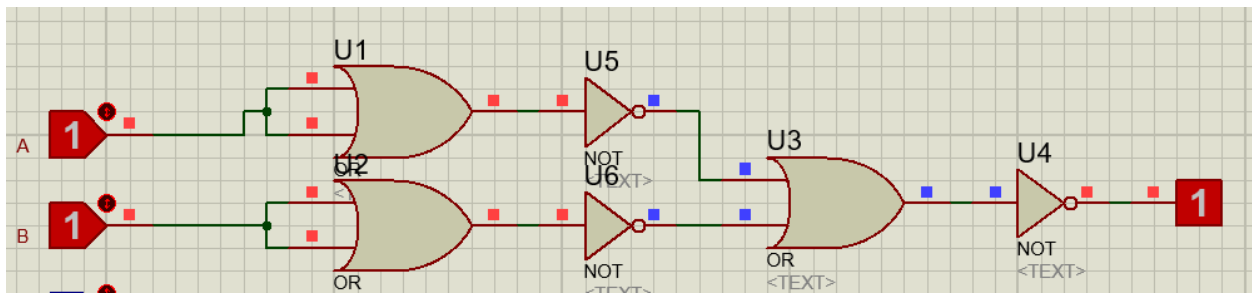 U1
U5
1
A
NOT
<TEXT>
U3
OR
U2
U6
U4
<
1
1
B
NOT
<TEXT>
OR
<TEXT>
NOT
<TEXT>
OR